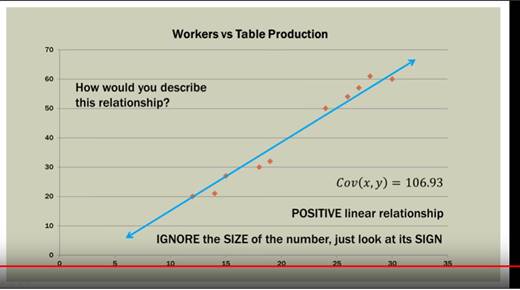 Workers vs Table Production
70
60
50
40
30
20
10
0
How would you describe
this relationship?
Cov(x, y) = 106.93
POSITIVE linear relationship
IGNORE the SIZE of the number, just look at its SIGN
0 5 10 15 20 25 30 35